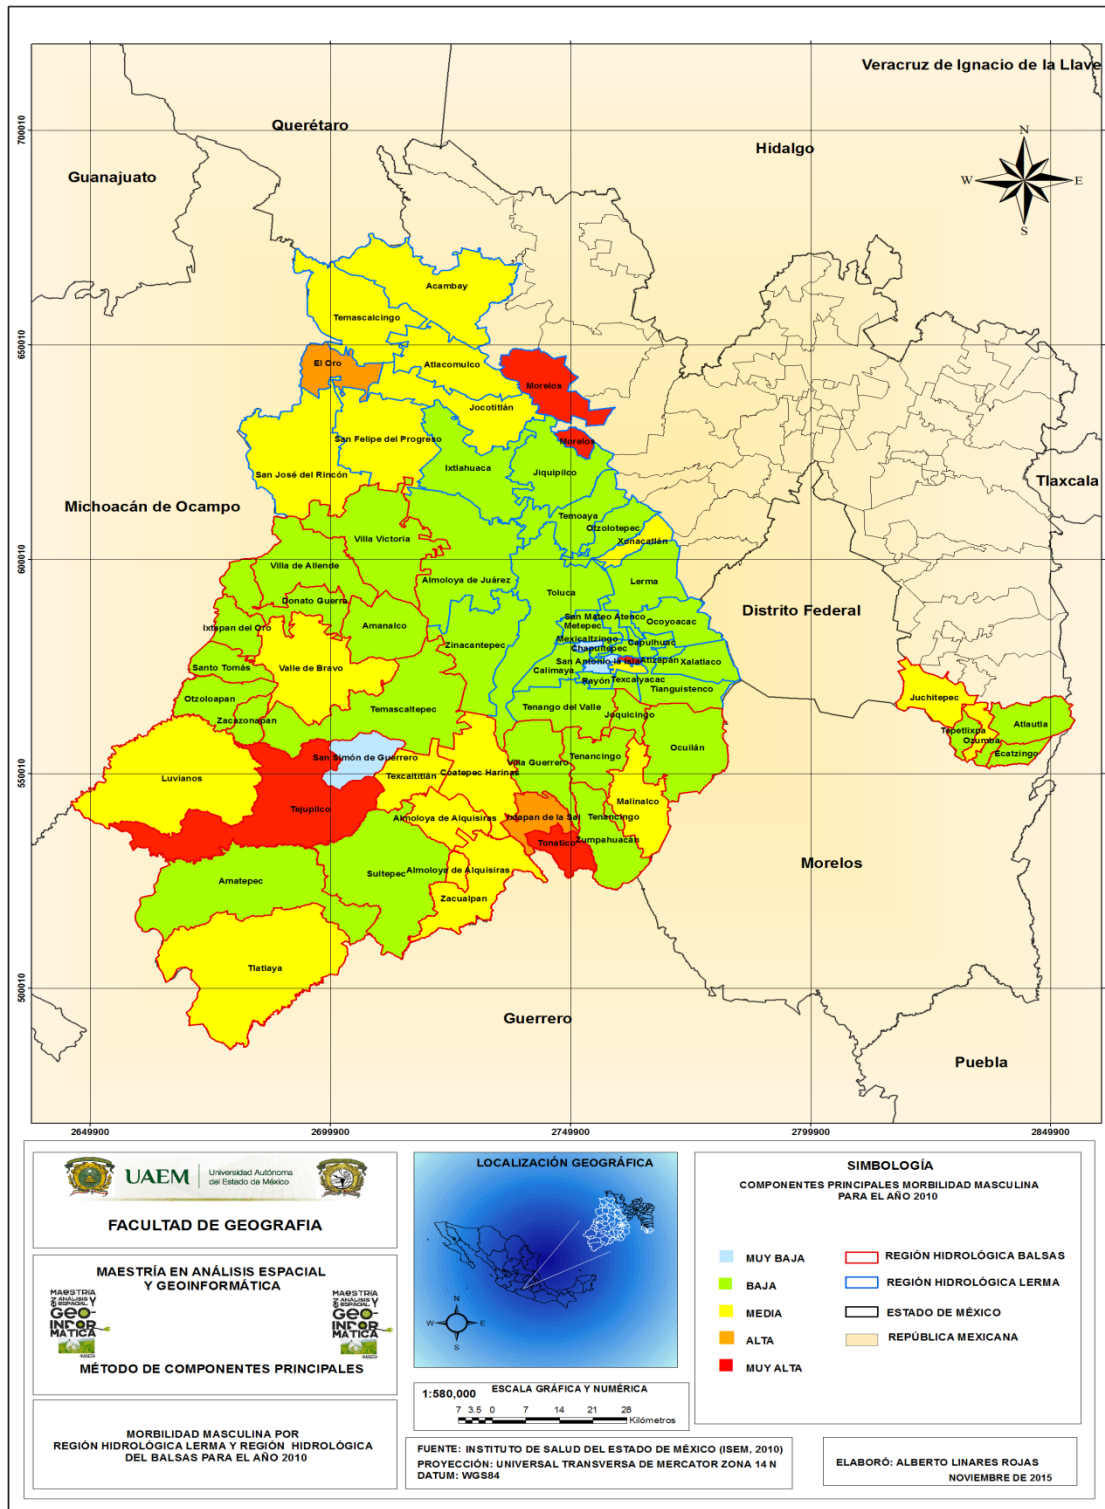 Veracruz de Ignacio de la Llave
Querétaro
Hidalgo
Guanajuato
N
W
E
S
700010
650010
600010
550010
500010
Acambay
Temascalcingo
El Oro
Atlacomulco
Morelos
Jocotitlán
San Felipe del Progreso
Morelos
Ixtlahuaca
Jiquipilco
San José del Rincón
Tlaxcala
Michoacán de Ocampo
Temoaya
Otzolotepec
Villa Victoria
Xonacatlán
Villa de Allende
Almoloya de Juárez
Lerma
Toluca
Donato Guerra
Distrito Federal
San Mateo Atenco
Ocoyoacac
Metepec
Ixtapan del Oro
Amanalco
Zinacantepec
Mexicaltzingo
Capulhuac
Chapultepec
Santo Tomás
Valle de Bravo
San Antonio la Isla
Atizapán
Xalatlaco
Calimaya
Rayón
Texcalyacac
Tianguistenco
Otzoloapan
Juchitepec
Temascaltepec
Tenango del Valle
Joquicingo
Zacazonapan
Atlautla
Tepetlixpa
Ozumba
Ecatzingo
Ocuilán
San Simón de Guerrero
Villa Guerrero
Tenancingo
Luvianos
Texcaltitlán
Coatepec Harinas
Tejupilco
Malinalco
Almoloya de Alquisiras
Ixtapan de la Sal
Tenancingo
Tonatico
Zumpahuacán
Morelos
Amatepec
Sultepec
Almoloya de Alquisiras
Zacualpan
Tlatlaya
Guerrero
Puebla
2649900
2699900
2749900
2799900
2849900
UAEM
Universidad Autónoma
del Estado de México
FACULTAD DE GEOGRAFIA
MAESTRÍA EN ANÁLISIS ESPACIAL
Y GEOINFORMÁTICA
MÉTODO DE COMPONENTES PRINCIPALES
MORBILIDAD MASCULINA POR
REGIÓN HIDROLÓGICA LERMA Y REGIÓN HIDROLÓGICA
DEL BALSAS PARA EL AÑO 2010
LOCALIZACIÓN GEOGRÁFICA
N
W
E
S
1:580,000
ESCALA GRÁFICA Y NUMÉRICA
7 3.5 0 7 14 21 28
Kilómetros
FUENTE: INSTITUTO DE SALUD DEL ESTADO DE MÉXICO (ISEM, 2010)
PROYECCIÓN: UNIVERSAL TRANSVERSA DE MERCATOR ZONA 14 N
DATUM: WGS84
SIMBOLOGÍA
COMPONENTES PRINCIPALES MORBILIDAD MASCULINA
PARA EL AÑO 2010
MUY BAJA
BAJA
MEDIA
ALTA
MUY ALTA
REGIÓN HIDROLÓGICA BALSAS
REGIÓN HIDROLÓGICA LERMA
ESTADO DE MÉXICO
REPÚBLICA MEXICANA
ELABORÓ: ALBERTO LINARES ROJAS
NOVIEMBRE DE 2015